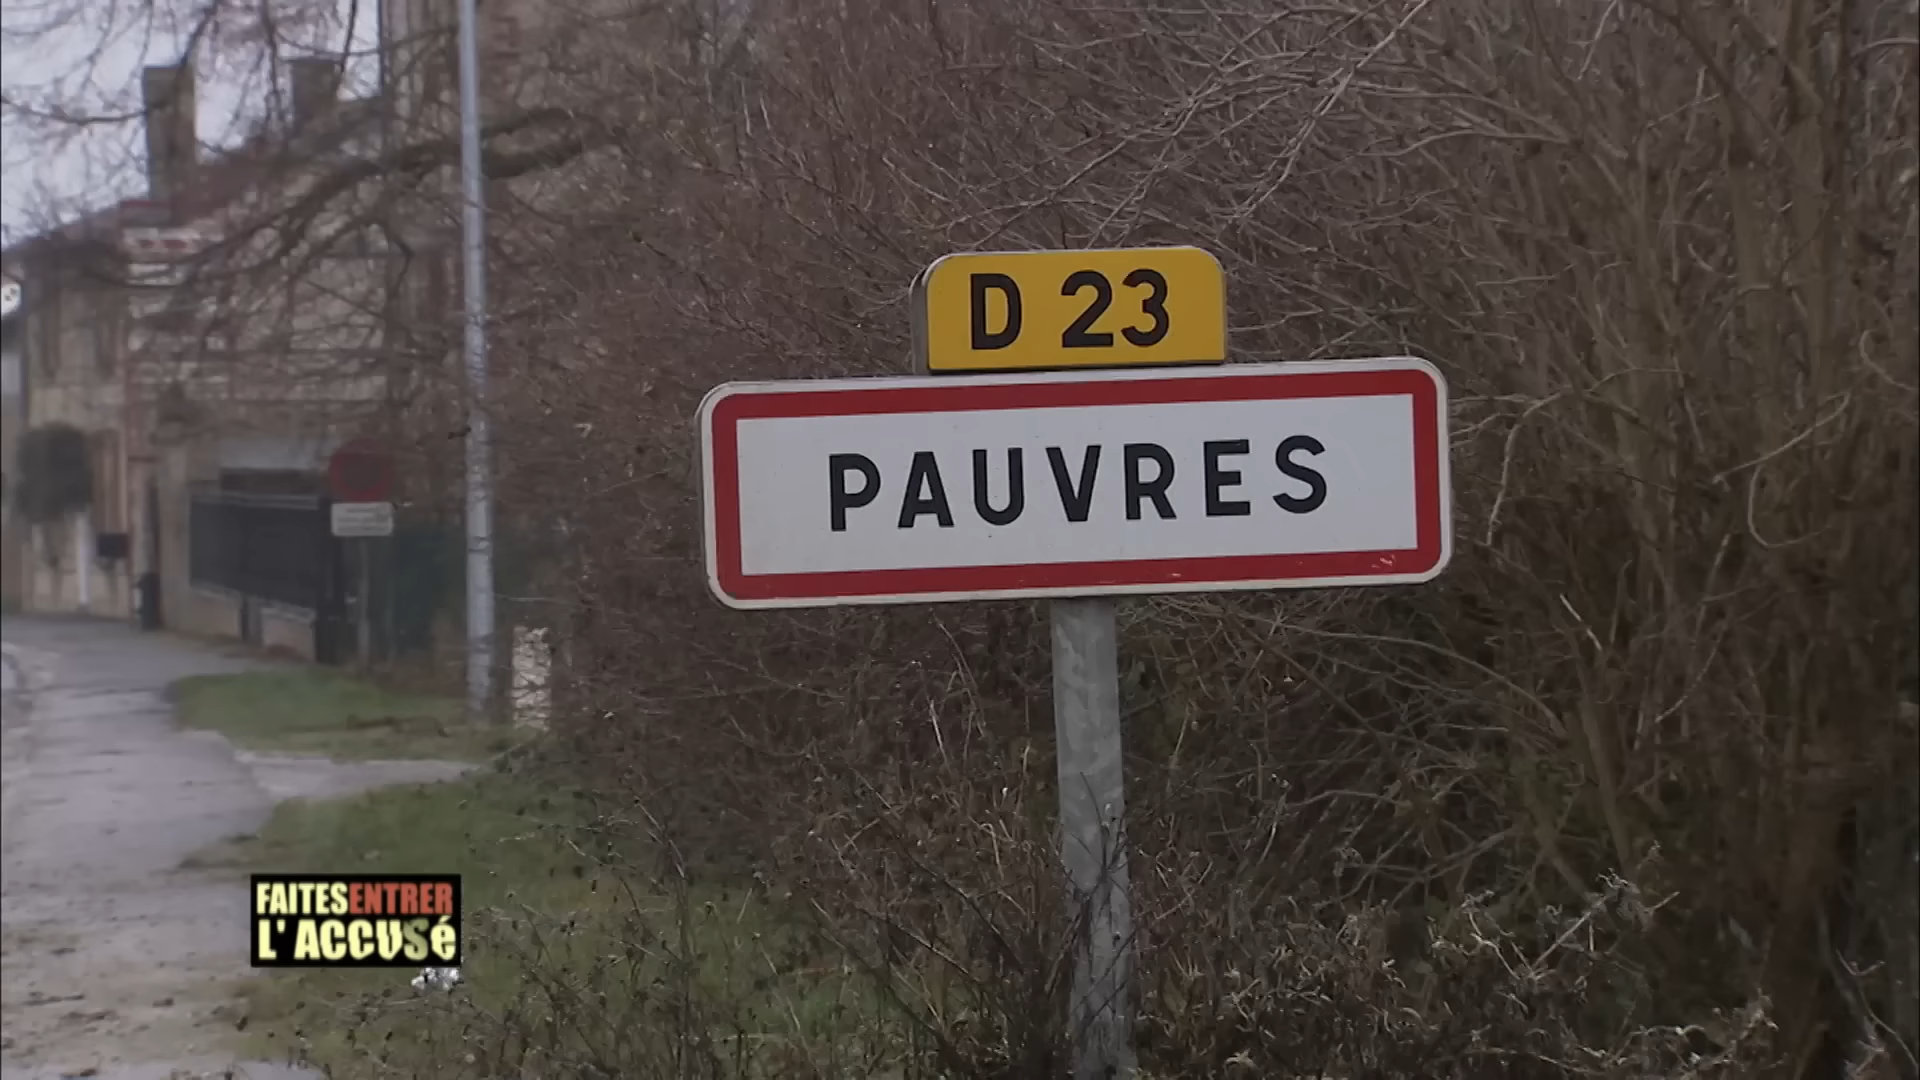 D 23
PAUVRES
FAITES ENTRER
L'ACCUSé